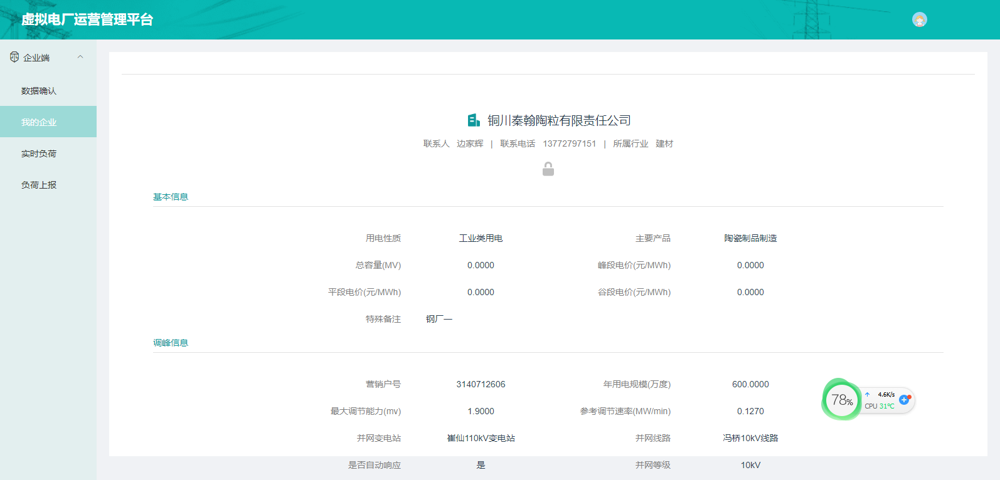 虚拟电厂运营管理平台
企业端
数据确认
我的企业
实时负荷
负荷上报
铜川秦翰陶粒有限责任公司
联系人 边家辉 | 联系电话 13772797151 | 所属行业 建材
基本信息
用电性质 工业类用电 主要产品 陶瓷制品制造
总容量(MV) 0.0000 峰段电价(元/MWh) 0.0000
平段电价(元/MWh) 0.0000 谷段电价(元/MWh) 0.0000
特殊备注 钢厂一
调峰信息
营销户号 3140712606 年用电规模(万度) 600.0000
最大调节能力(mv) 1.9000 参考调节速率(MW/min) 0.1270
并网变电站 崔仙110kV变电站 并网线路 冯桥10kV线路
是否自动响应 是 并网等级 10kV
78%
4.6K/s
CPU 31℃